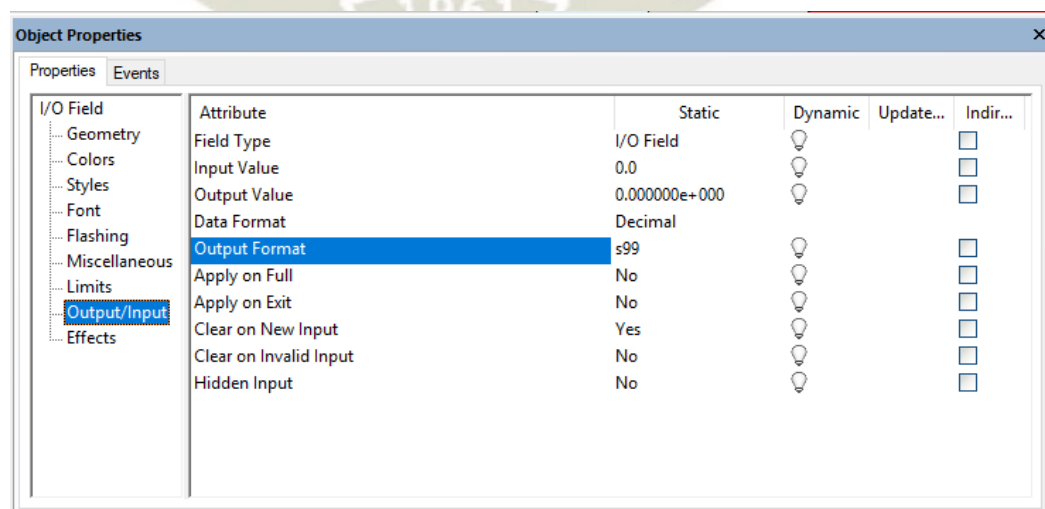 Object Properties ×
Properties Events
I/O Field
Geometry
Colors
Styles
Font
Flashing
Miscellaneous
Limits
Output/Input
Effects
Attribute Static Dynamic Update... Indir...
Field Type I/O Field
Input Value 0.0
Output Value 0.000000e+000
Data Format Decimal
Output Format s99
Apply on Full No
Apply on Exit No
Clear on New Input Yes
Clear on Invalid Input No
Hidden Input No